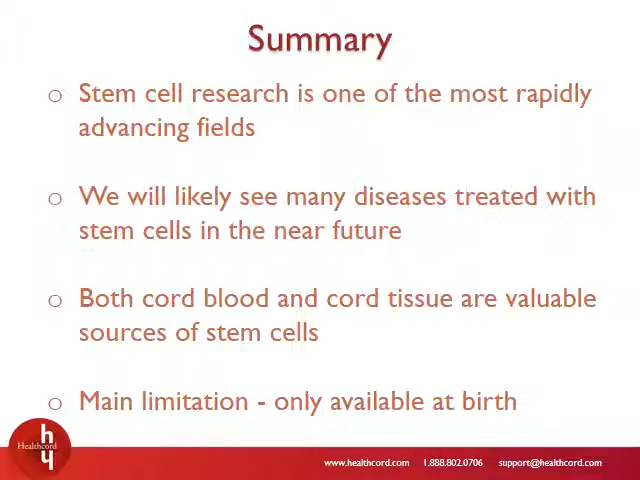 Summary
o Stem cell research is one of the most rapidly
advancing fields
o We will likely see many diseases treated with
stem cells in the near future
o Both cord blood and cord tissue are valuable
sources of stem cells
o Main limitation - only available at birth
h
Healthcord
y
www.healthcord.com 1.888.802.0706 support@healthcord.com